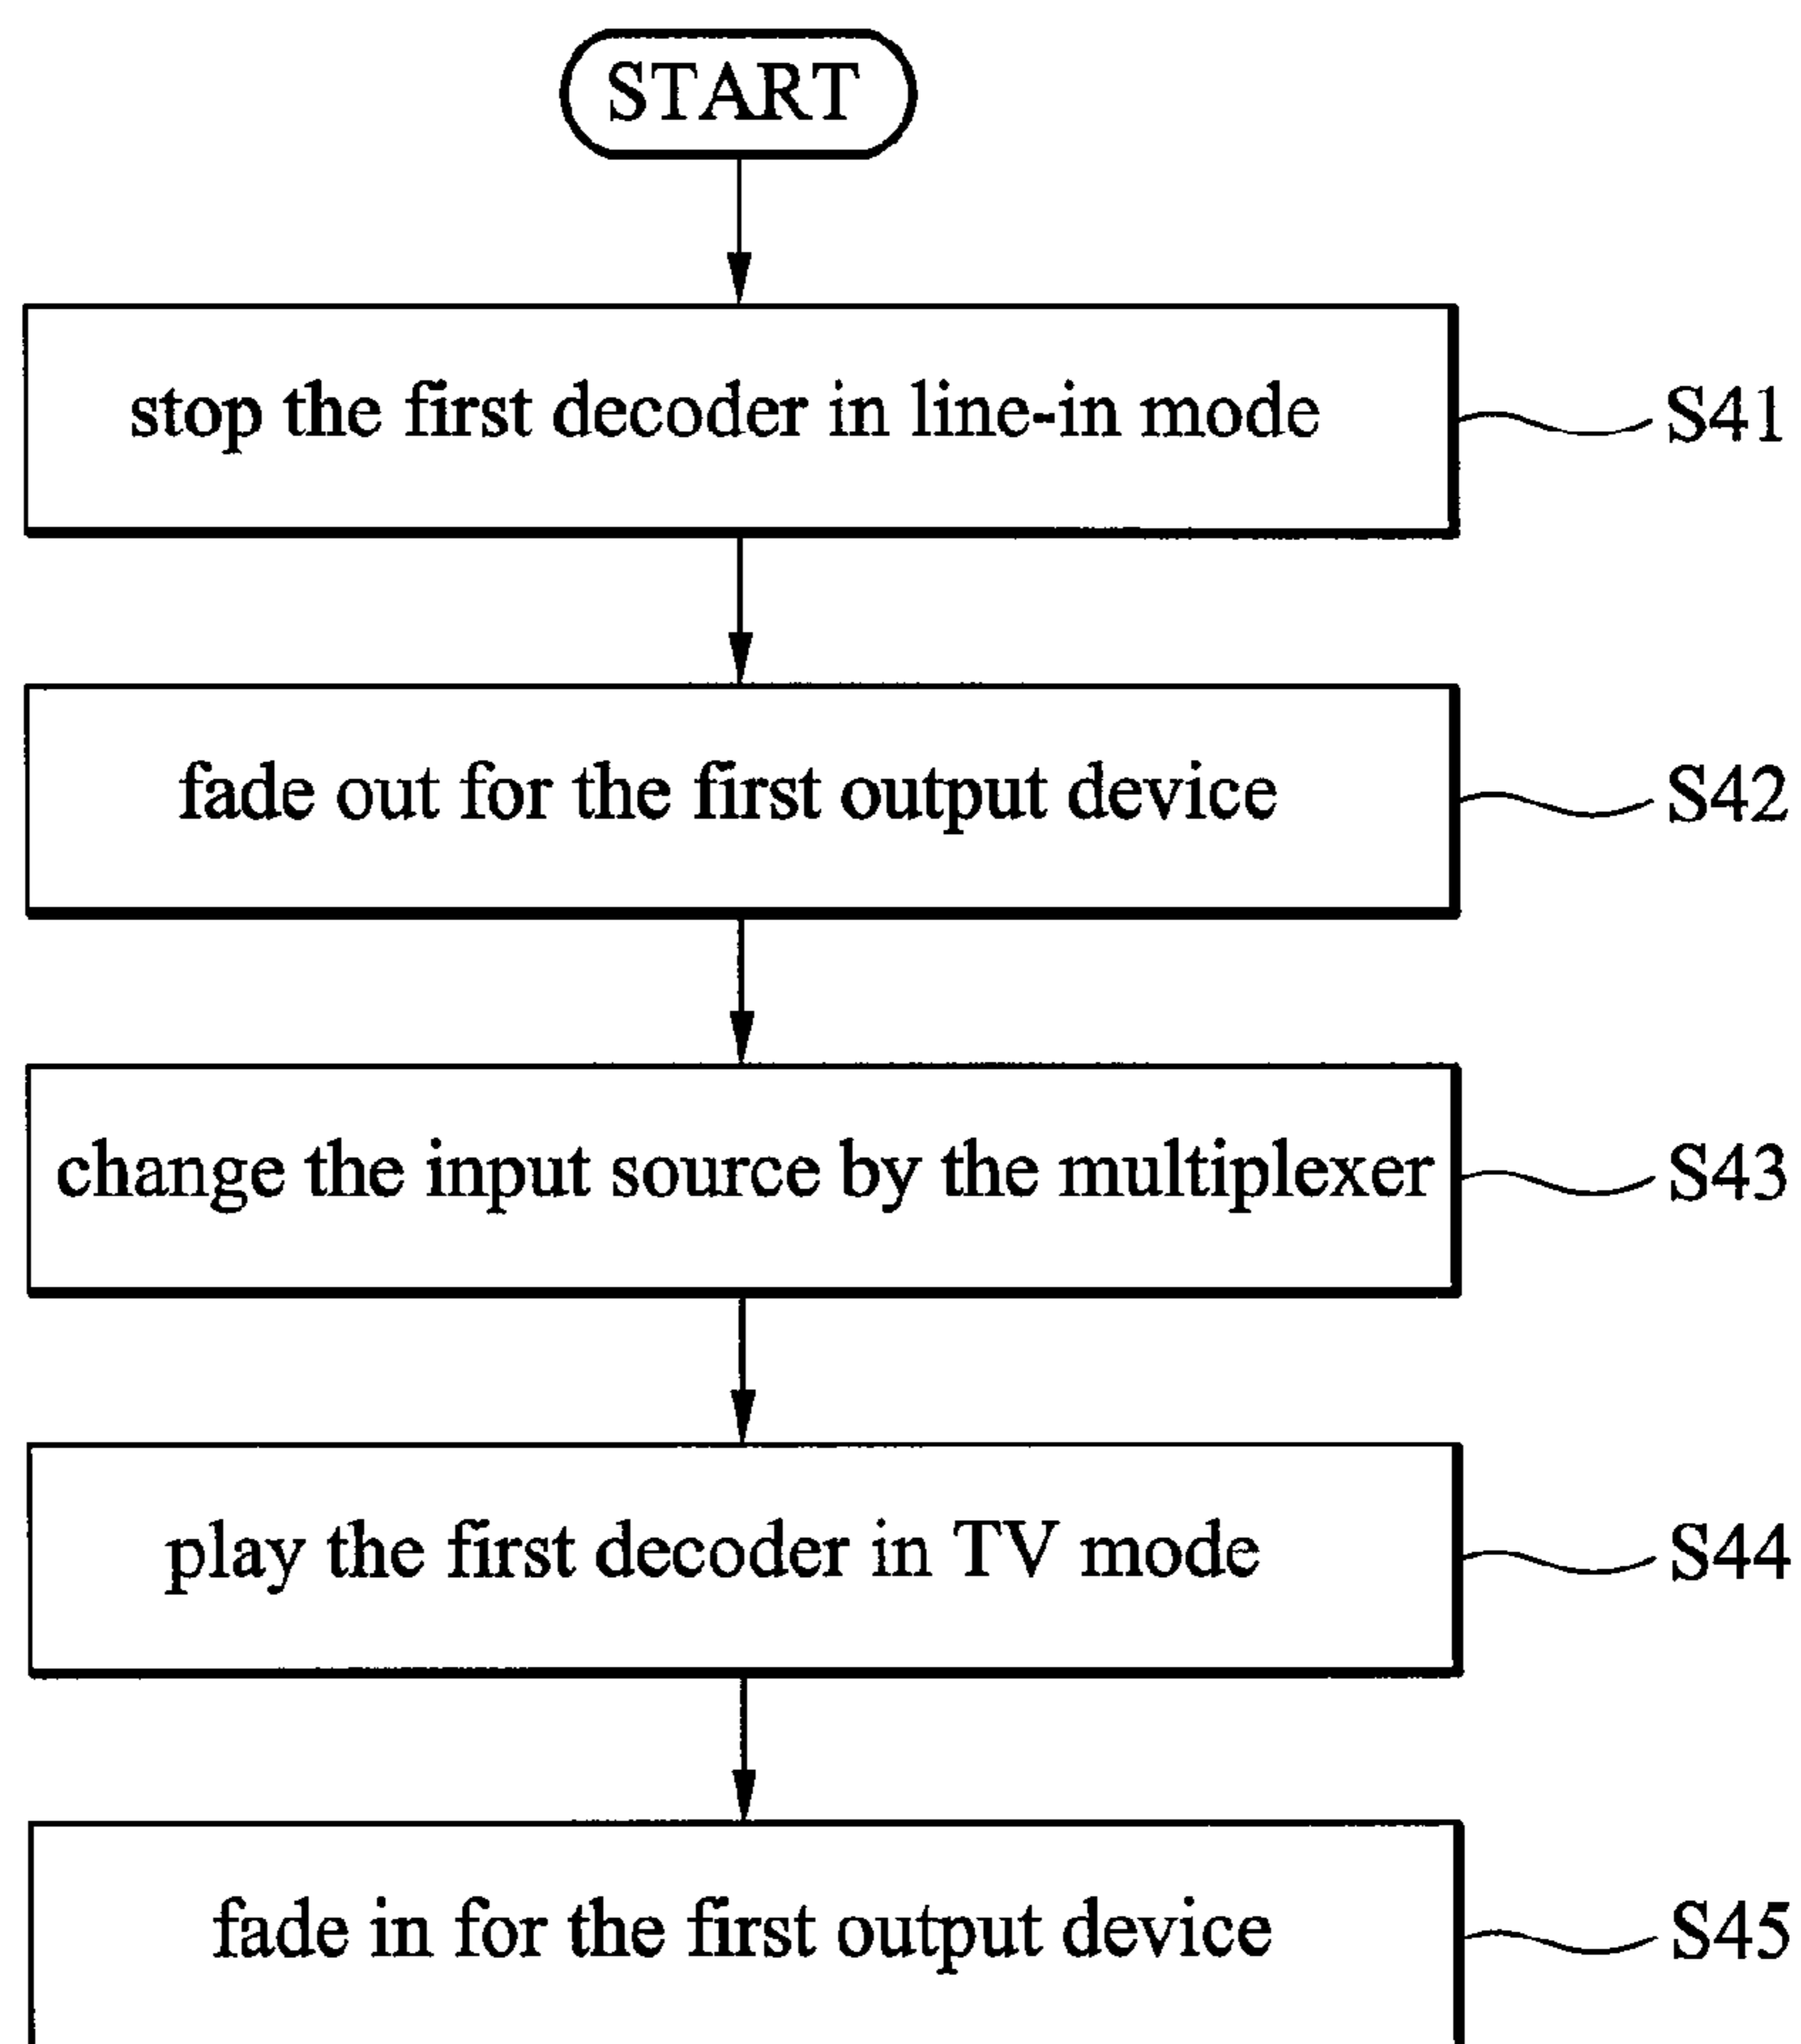 START
stop the first decoder in line-in mode
S41
fade out for the first output device
S42
change the input source by the multiplexer
S43
play the first decoder in TV mode
S44
fade in for the first output device
S45